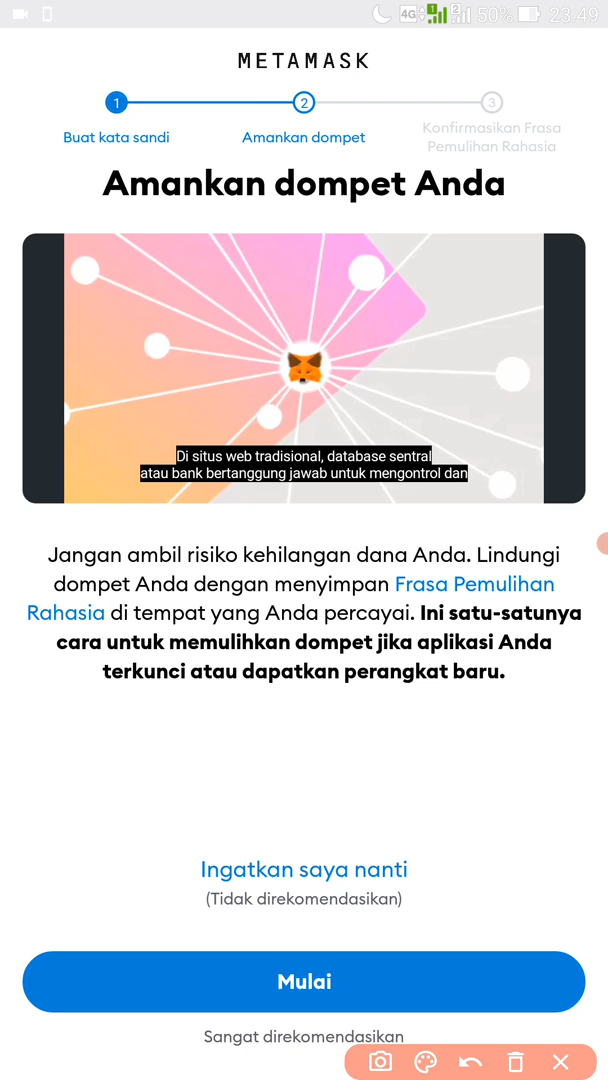 4G 1 2 50% 23.49
METAMASK
1 2 3
Buat kata sandi
Amankan dompet
Konfirmasikan Frasa
Pemulihan Rahasia
Amankan dompet Anda
Di situs web tradisional, database sentral
atau bank bertanggung jawab untuk mengontrol dan
Jangan ambil risiko kehilangan dana Anda. Lindungi
dompet Anda dengan menyimpan Frasa Pemulihan
Rahasia di tempat yang Anda percayai. Ini satu-satunya
cara untuk memulihkan dompet jika aplikasi Anda
terkunci atau dapatkan perangkat baru.
Ingatkan saya nanti
(Tidak direkomendasikan)
Mulai
Sangat direkomendasikan